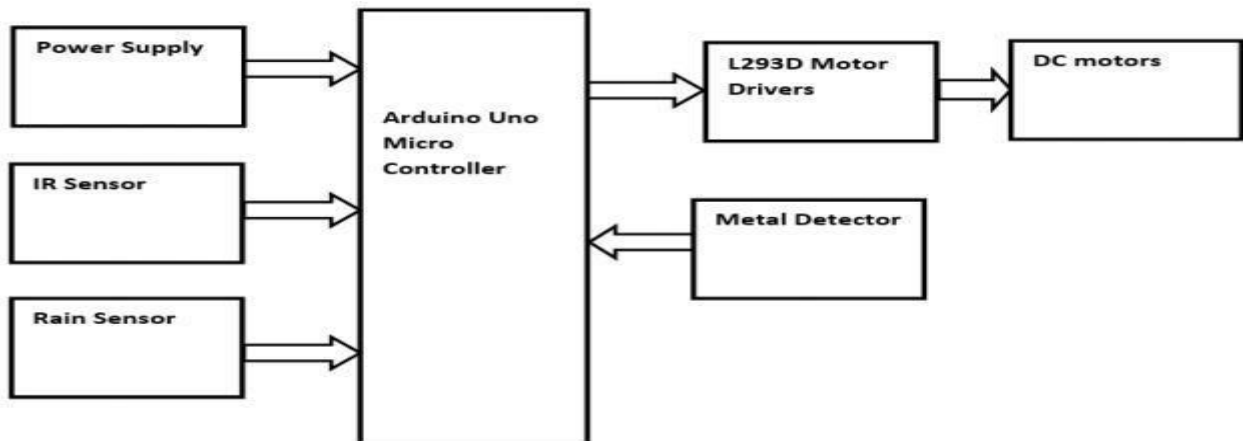 Power Supply
IR Sensor
Rain Sensor
Arduino Uno
Micro
Controller
L293D Motor
Drivers
DC motors
Metal Detector